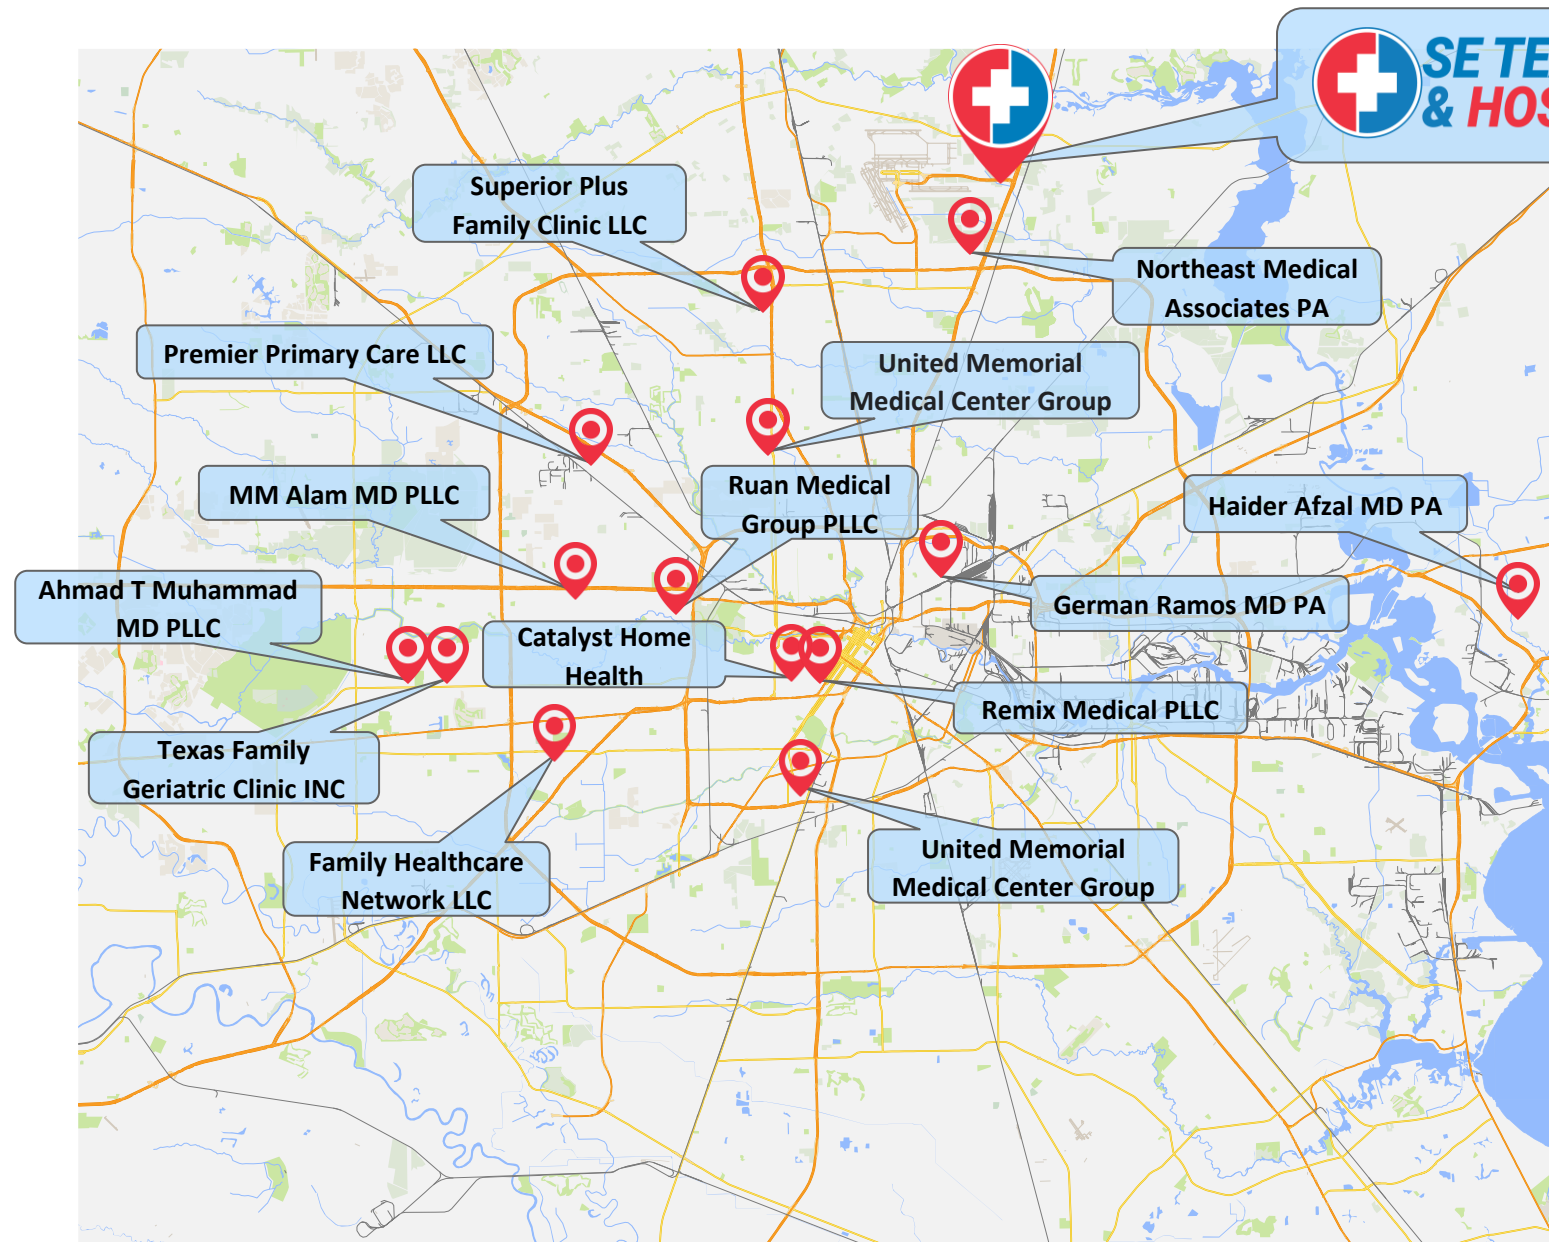 SE TE
& HOS
Superior Plus
Family Clinic LLC
Northeast Medical
Associates PA
Premier Primary Care LLC
United Memorial
Medical Center Group
MM Alam MD PLLC
Ruan Medical
Group PLLC
Haider Afzal MD PA
Ahmad T Muhammad
MD PLLC
German Ramos MD PA
Catalyst Home
Health
Remix Medical PLLC
Texas Family
Geriatric Clinic INC
Family Healthcare
Network LLC
United Memorial
Medical Center Group